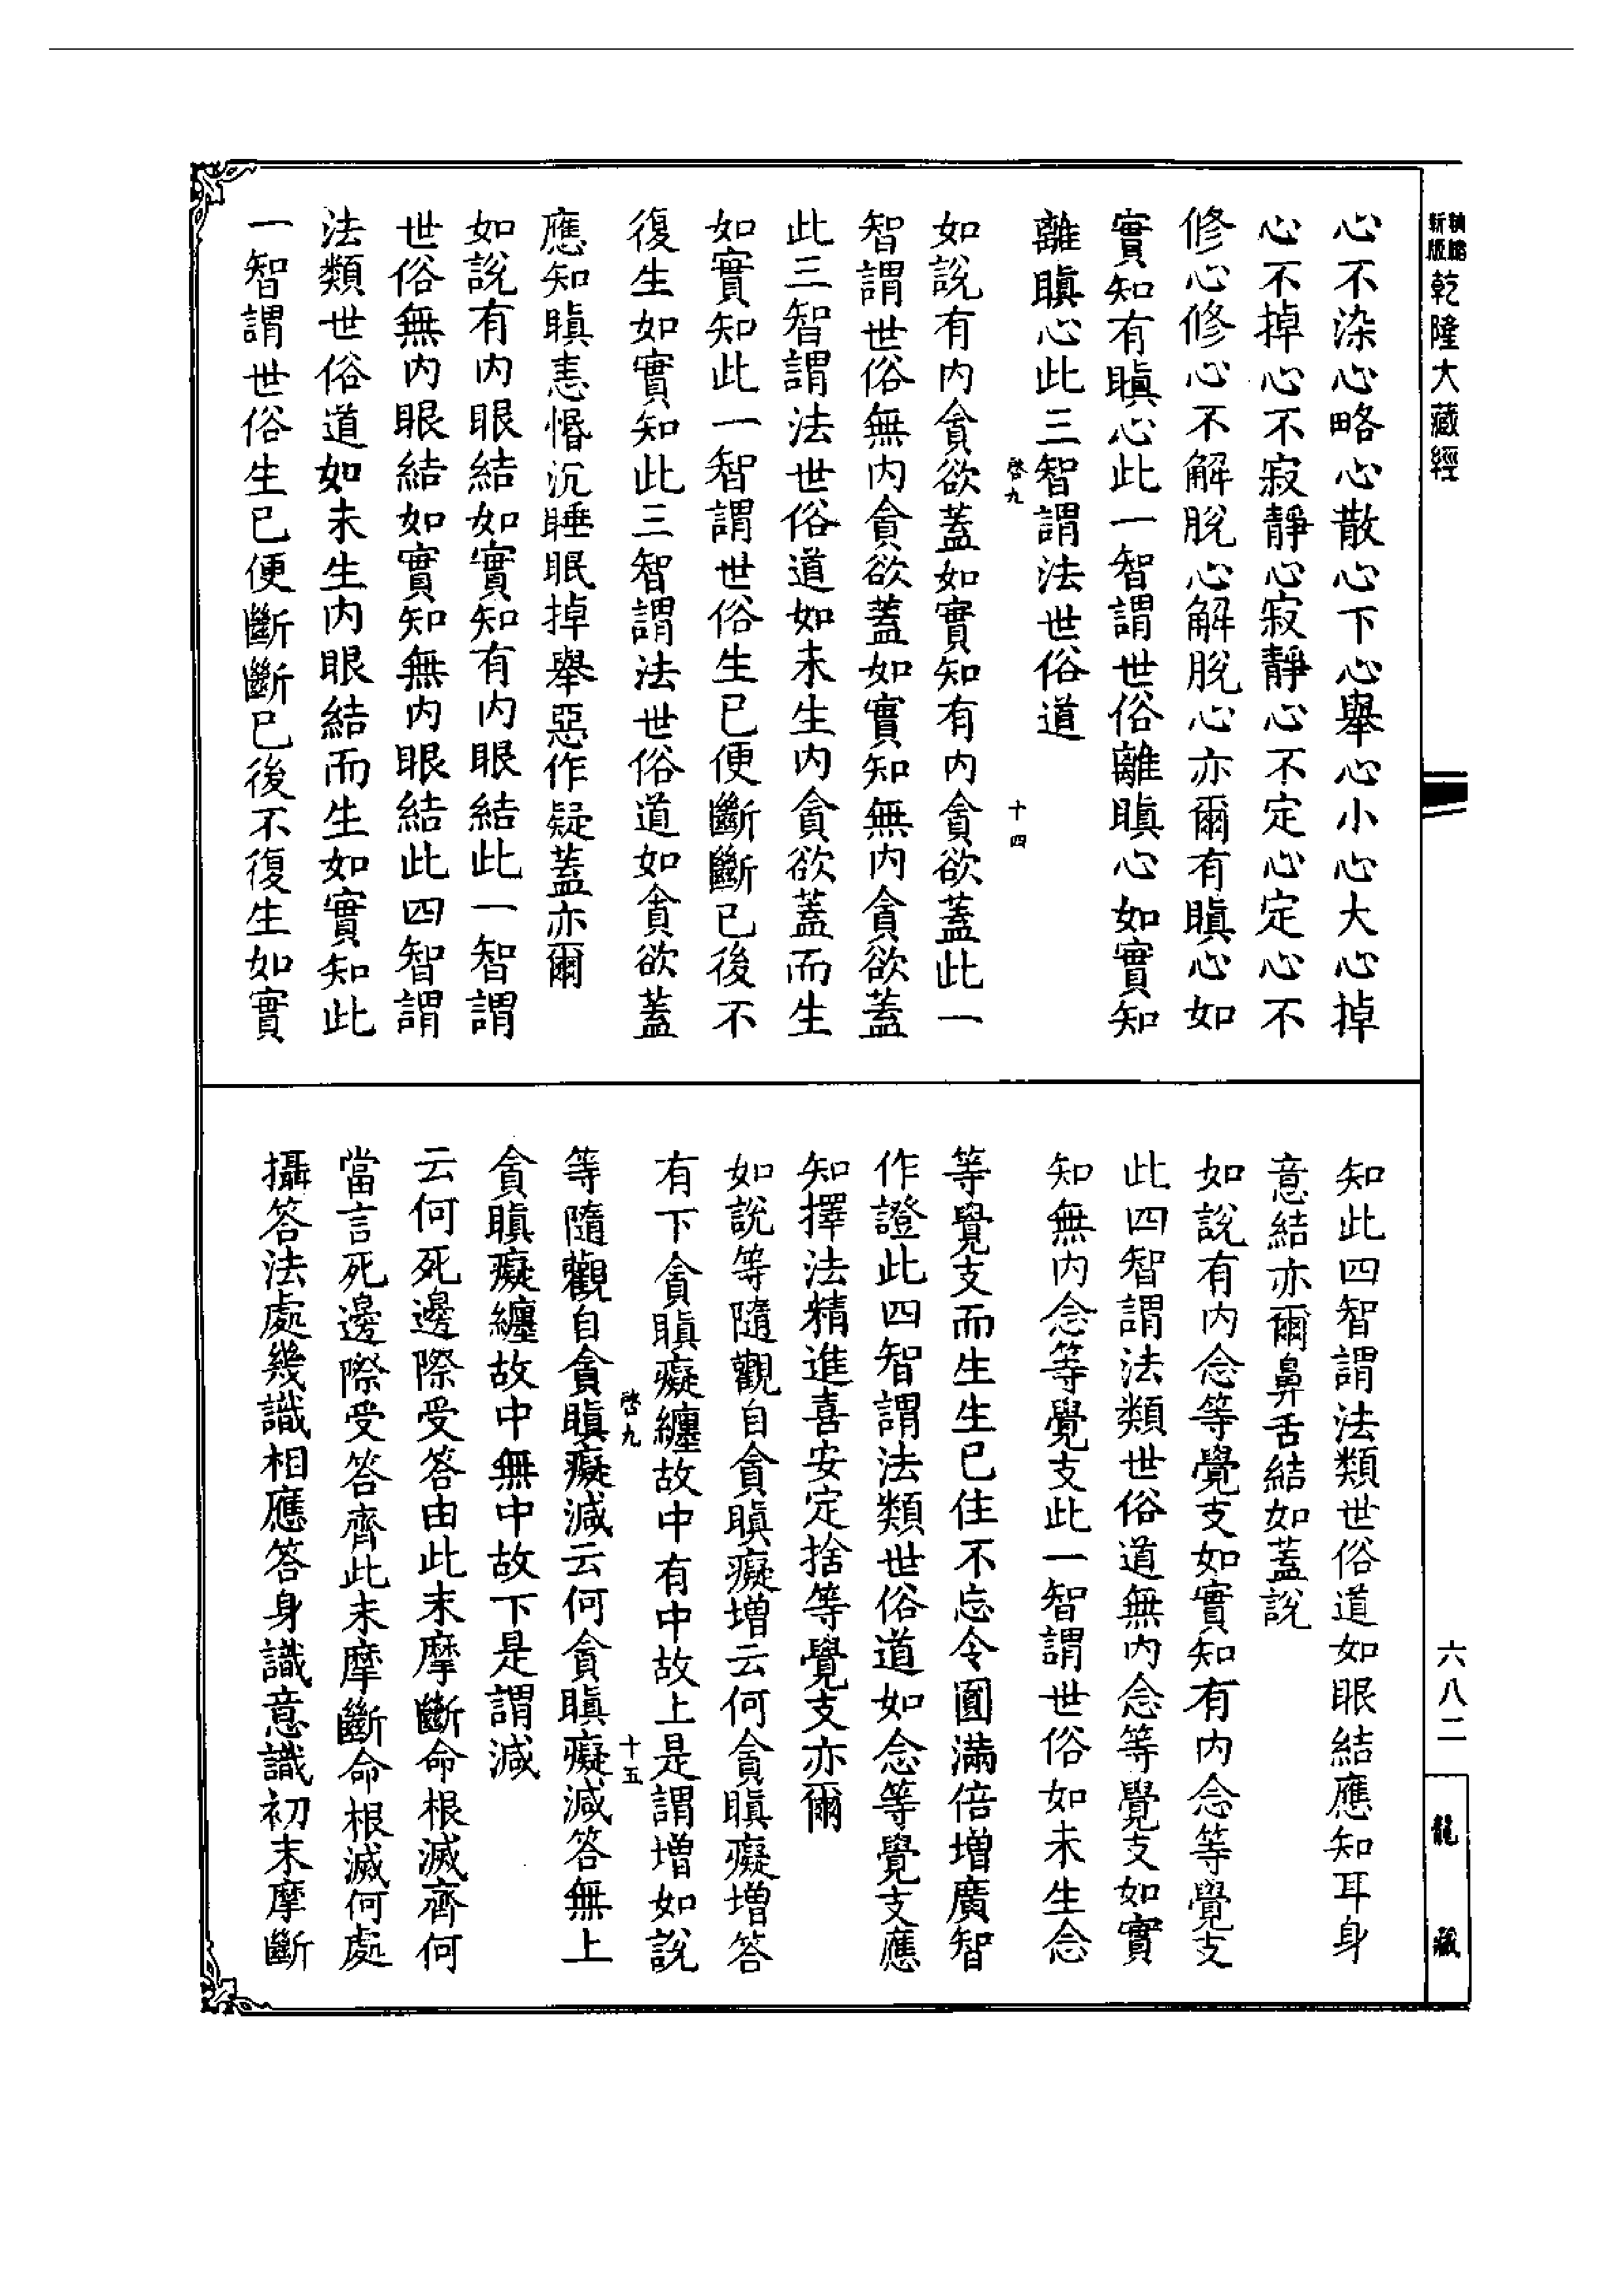 新版
乾隆大藏經
心不染心略心散心下心舉心小心大心掉
心不掉心不寂靜心寂靜心不定心定心不
修心修心不解脫心解脫心亦爾有瞋心如
實知有瞋心此一智謂世俗離瞋心如實知
離瞋心此三智謂法世俗道
啓九
十四
如說有內貪欲蓋如實知有內貪欲蓋此一
智謂世俗無內貪欲蓋如實知無內貪欲蓋
此三智謂法世俗道如未生內貪欲蓋而生
如實知此一智謂世俗生已便斷斷已後不
復生如實知此三智謂法世俗道如貪欲蓋
應知瞋恚惛沉睡眠掉舉惡作疑蓋亦爾
如說有內眼結如實知有內眼結此一智謂
世俗無內眼結如實知無內眼結此四智謂
法類世俗道如未生內眼結而生如實知此
一智謂世俗生已便斷斷已後不復生如實
知此四智謂法類世俗道如眼結應知耳身
意結亦爾鼻舌結如蓋說
如說有內念等覺支如實知有內念等覺支
此四智謂法類世俗道無內念等覺支如實
知無內念等覺支此一智謂世俗如未生念
等覺支而生生已住不忘令圓滿倍增廣智
作證此四智謂法類世俗道如念等覺支應
知擇法精進喜安定捨等覺支亦爾
如說等隨觀自貪瞋癡增云何貪瞋癡增答
有下貪瞋癡纏故中有中故上是謂增如說
啓九
十五
等隨觀自貪瞋癡減云何貪瞋癡減答無上
貪瞋癡纏故中無中故下是謂減
云何死邊際受答由此末摩斷命根滅齊何
當言死邊際受答齊此末摩斷命根滅何處
攝答法處幾識相應答身識意識初末摩斷
六八二
龍藏